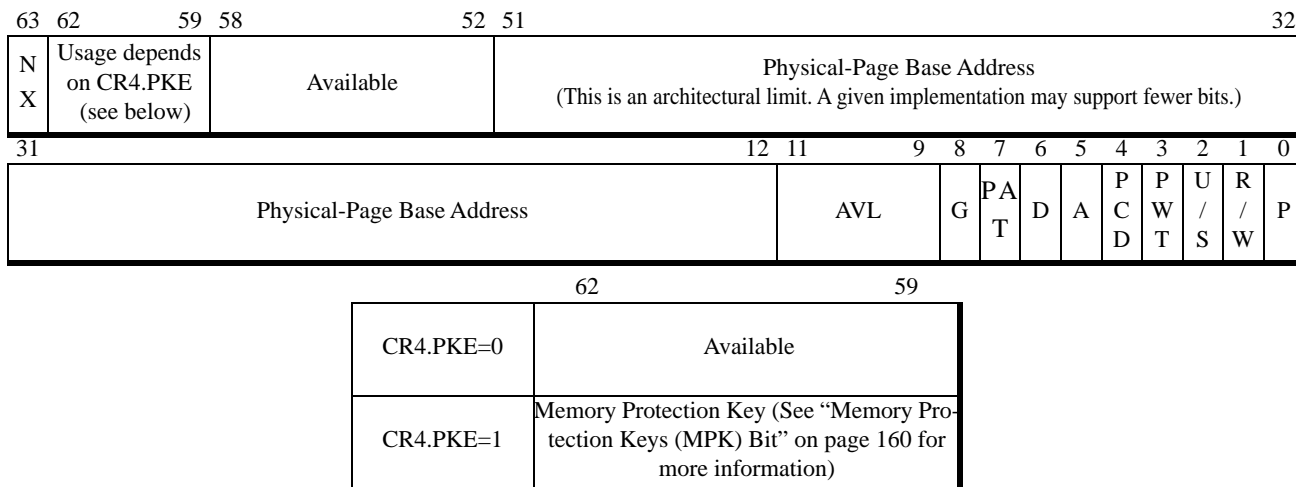 63 62 59 58 52 51 32
N X
Usage depends
on CR4.PKE
(see below)
Available
Physical-Page Base Address
(This is an architectural limit. A given implementation may support fewer bits.)
31 12 11 9 8 7 6 5 4 3 2 1 0
Physical-Page Base Address
AVL
G
PAT
D
A
PCD
PWT
U/S
R/W
P
62 59
CR4.PKE=0
Available
CR4.PKE=1
Memory Protection Key (See “Memory Pro-
tection Keys (MPK) Bit” on page 160 for
more information)